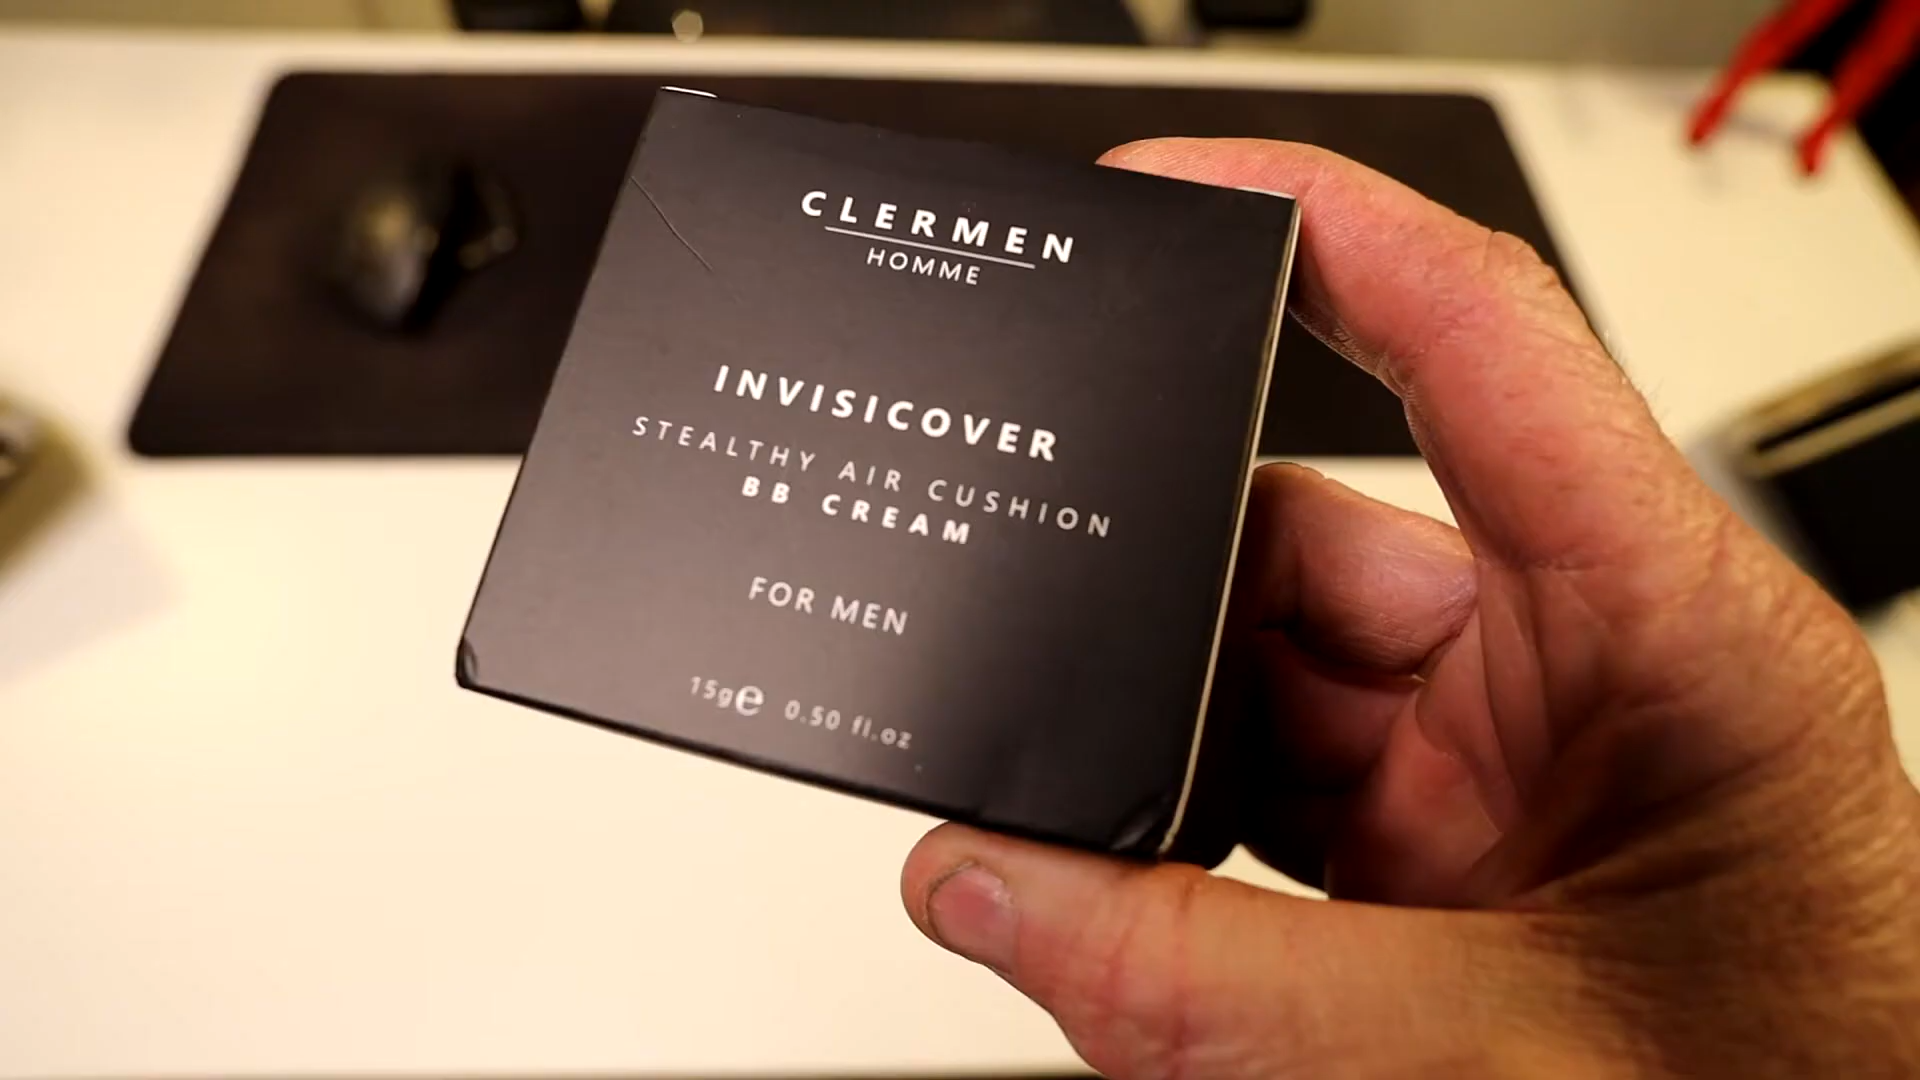 CLERMEN
HOMME
INVISICOVER
STEALTHY AIR CUSHION
BB CREAM
FOR MEN
15g℮ 0.50 fl.oz